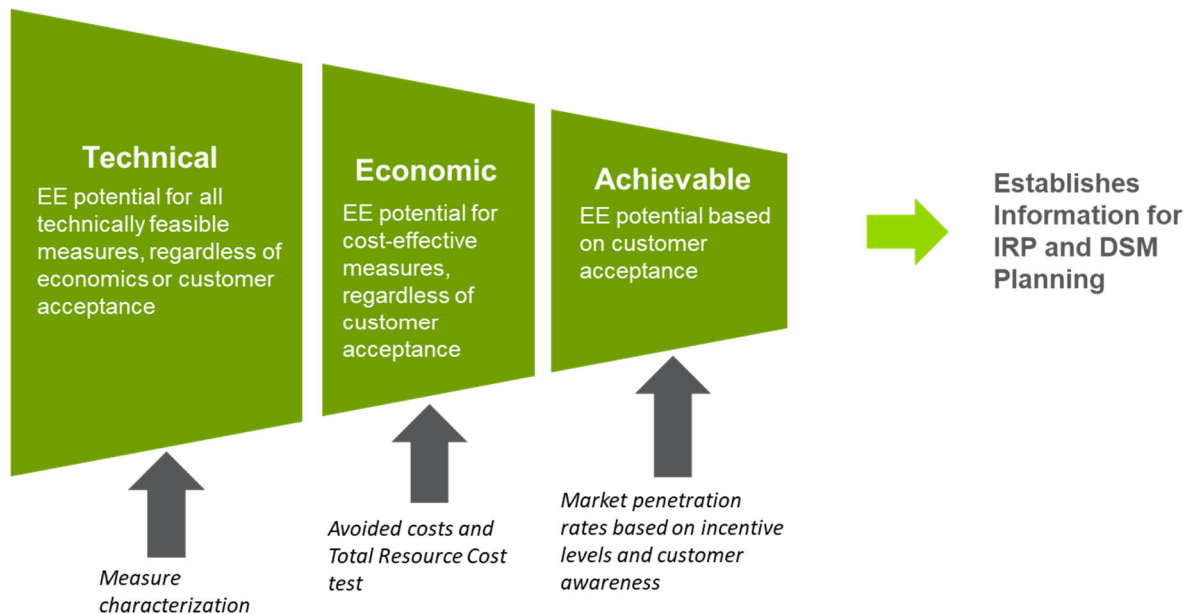 Technical
EE potential for all
technically feasible
measures, regardless of
economics or customer
acceptance
Economic
EE potential for
cost-effective
measures,
regardless of
customer
acceptance
Achievable
EE potential based
on customer
acceptance
Establishes
Information for
IRP and DSM
Planning
Measure
characterization
Avoided costs and
Total Resource Cost
test
Market penetration
rates based on incentive
levels and customer
awareness